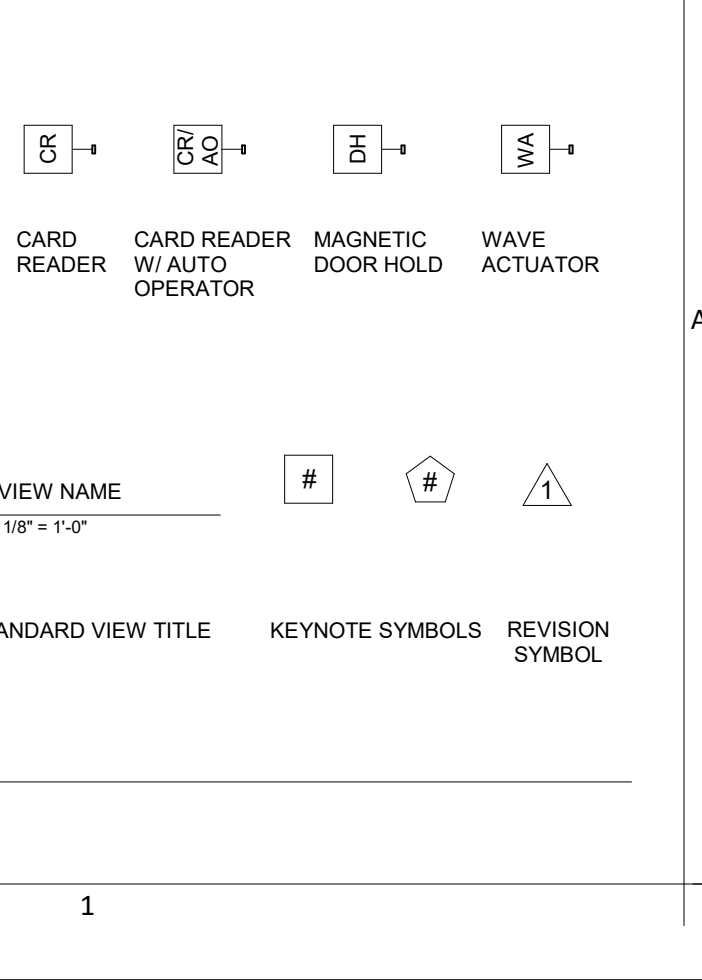 CR
CR/
AO
DH
WA
CARD
READER
CARD READER
W/ AUTO
OPERATOR
MAGNETIC
DOOR HOLD
WAVE
ACTUATOR
A
VIEW NAME
1/8" = 1'-0"
#
#
1
ANDARD VIEW TITLE
KEYNOTE SYMBOLS
REVISION
SYMBOL
1